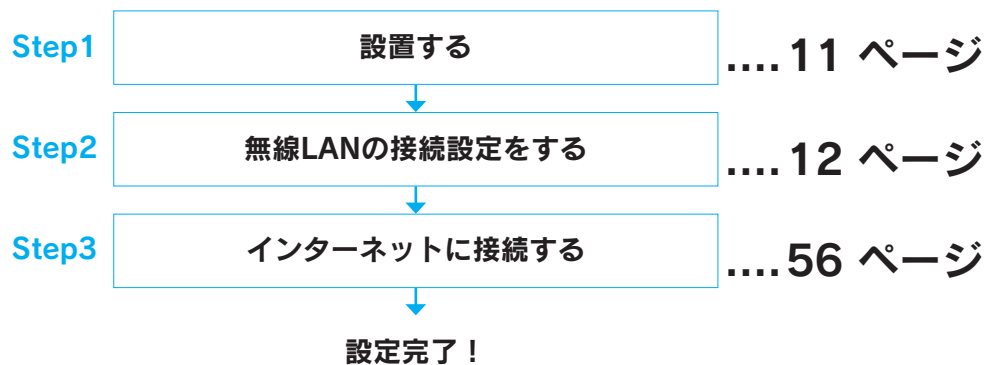 Step1 設置する ....11 ページ
Step2 無線LANの接続設定をする ....12 ページ
Step3 インターネットに接続する ....56 ページ
設定完了！